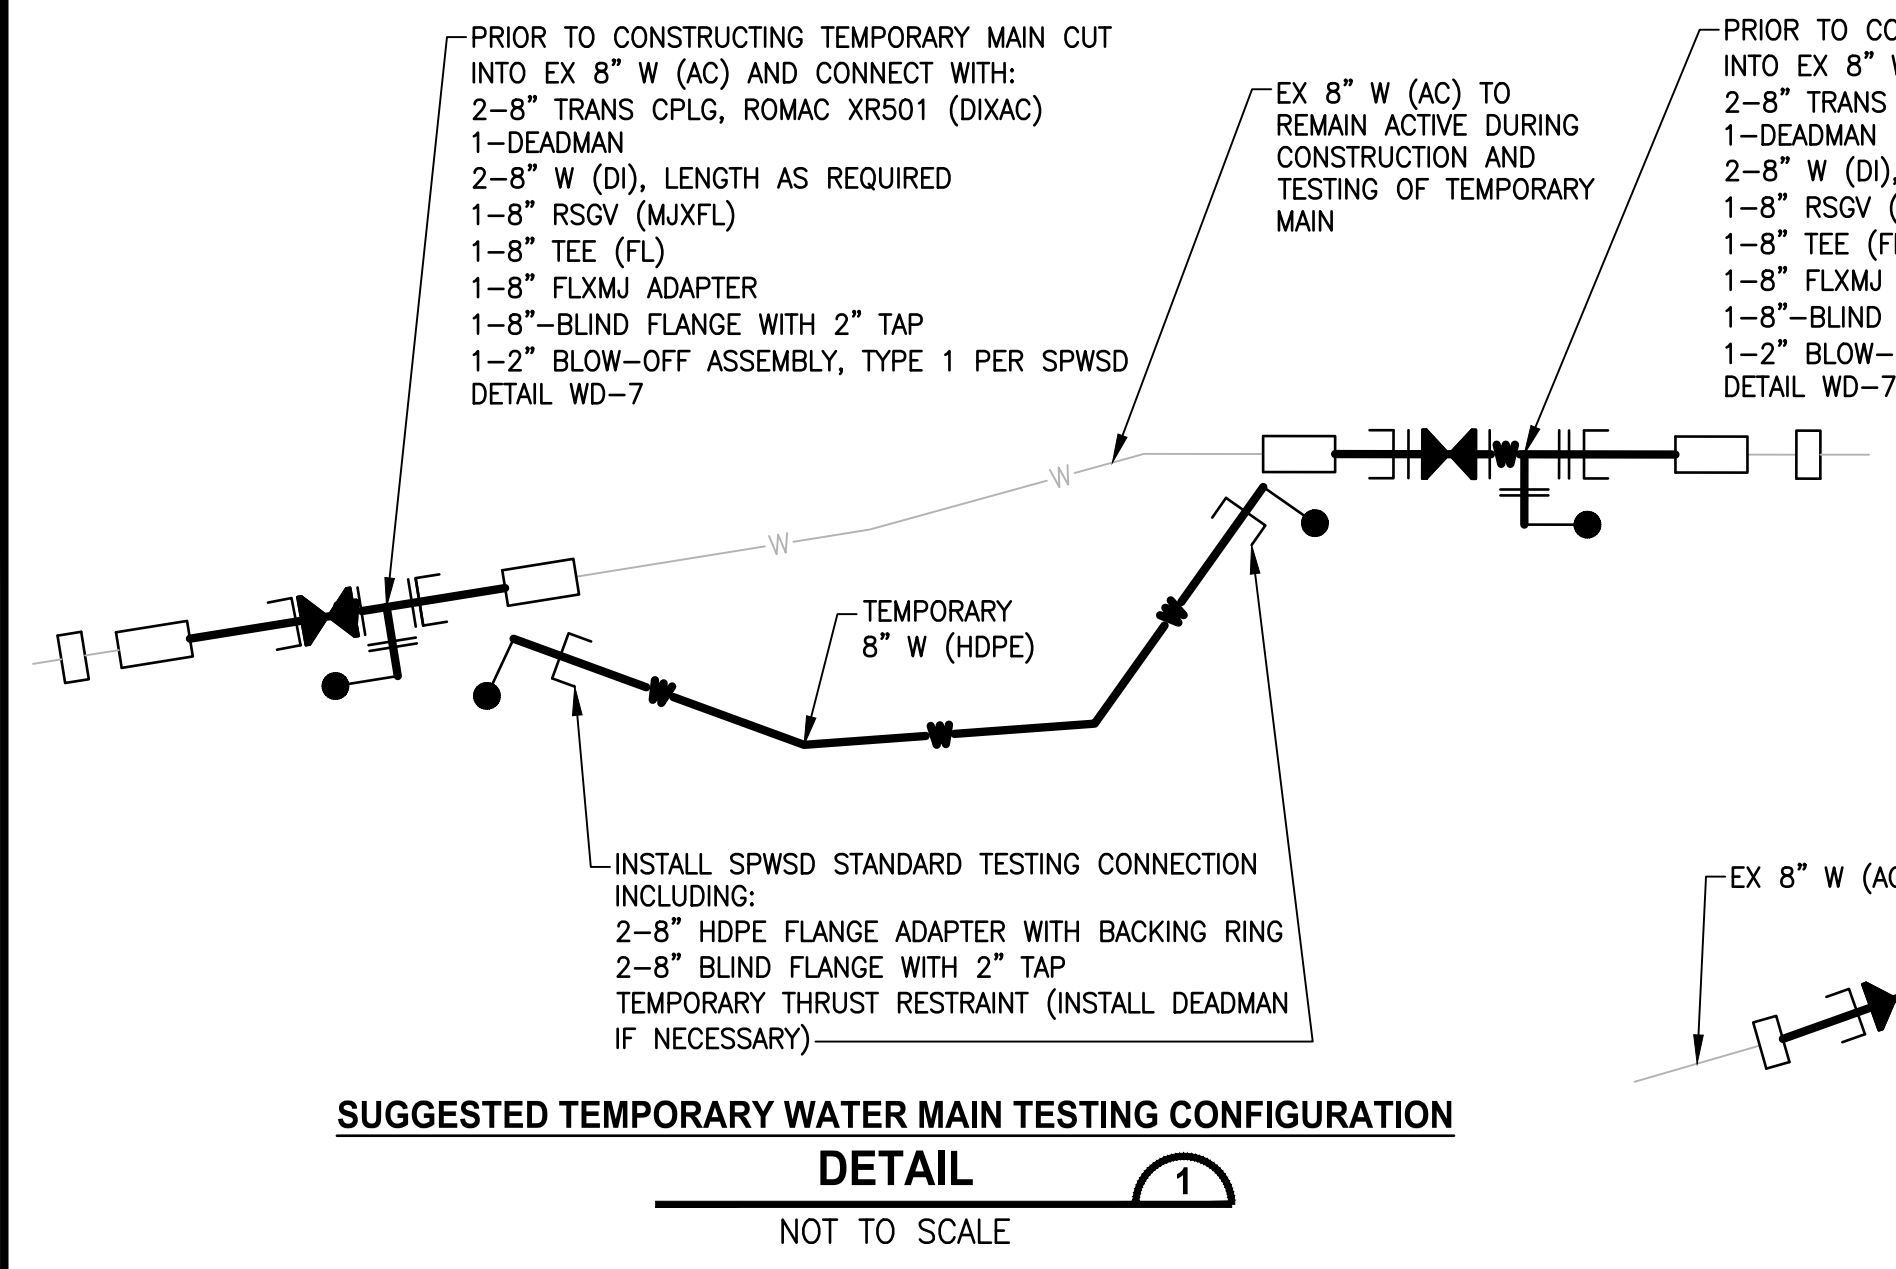 PRIOR TO CONSTRUCTING TEMPORARY MAIN CUT
INTO EX 8" W (AC) AND CONNECT WITH:
2-8" TRANS CPLG, ROMAC XR501 (DIXAC)
1-DEADMAN
2-8" W (DI), LENGTH AS REQUIRED
1-8" RSGV (MJXFL)
1-8" TEE (FL)
1-8" FLXMJ ADAPTER
1-8"-BLIND FLANGE WITH 2" TAP
1-2" BLOW-OFF ASSEMBLY, TYPE 1 PER SPWSD
DETAIL WD-7
EX 8" W (AC) TO
REMAIN ACTIVE DURING
CONSTRUCTION AND
TESTING OF TEMPORARY
MAIN
PRIOR TO
INTO EX 8"
2-8" TRANS
1-DEADMAN
2-8" W (DI),
1-8" RSGV
1-8" TEE
1-8" FLXMJ
1-8"-BLIND
1-2" BLOW-
DETAIL WD-7
W
W
W
W
W
W
TEMPORARY
8" W (HDPE)
INSTALL SPWSD STANDARD TESTING CONNECTION
INCLUDING:
2-8" HDPE FLANGE ADAPTER WITH BACKING RING
2-8" BLIND FLANGE WITH 2" TAP
TEMPORARY THRUST RESTRAINT (INSTALL DEADMAN
IF NECESSARY)
EX 8" W
SUGGESTED TEMPORARY WATER MAIN TESTING CONFIGURATION
DETAIL 1
NOT TO SCALE